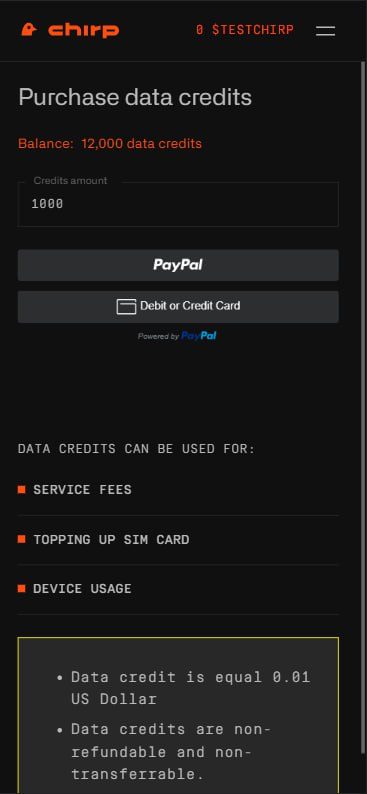 chirp
0 $TESTCHIRP
Purchase data credits
Balance: 12,000 data credits
Credits amount
1000
PayPal
Debit or Credit Card
Powered by PayPal
DATA CREDITS CAN BE USED FOR:
SERVICE FEES
TOPPING UP SIM CARD
DEVICE USAGE
• Data credit is equal 0.01
US Dollar
• Data credits are non-
refundable and non-
transferrable.